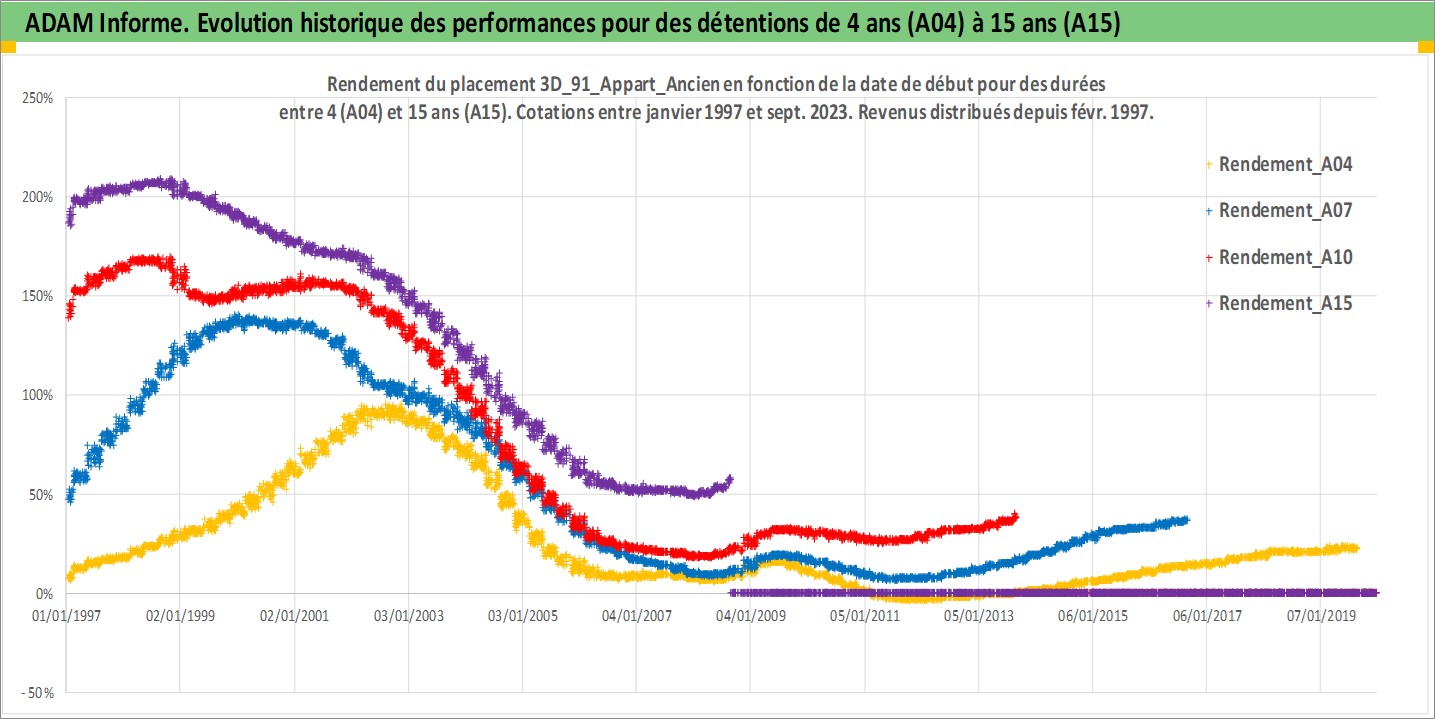 ADAM Informe. Evolution historique des performances pour des détentions de 4 ans (A04) à 15 ans (A15)
Rendement du placement 3D_91_Appart_Ancien en fonction de la date de début pour des durées
entre 4 (A04) et 15 ans (A15). Cotations entre janvier 1997 et sept. 2023. Revenus distribués depuis févr. 1997.
250%
200%
150%
100%
50%
0%
-50%
Rendement_A04
Rendement_A07
Rendement_A10
Rendement_A15
01/01/1997 02/01/1999 02/01/2001 03/01/2003 03/01/2005 04/01/2007 04/01/2009 05/01/2011 05/01/2013 06/01/2015 06/01/2017 07/01/2019